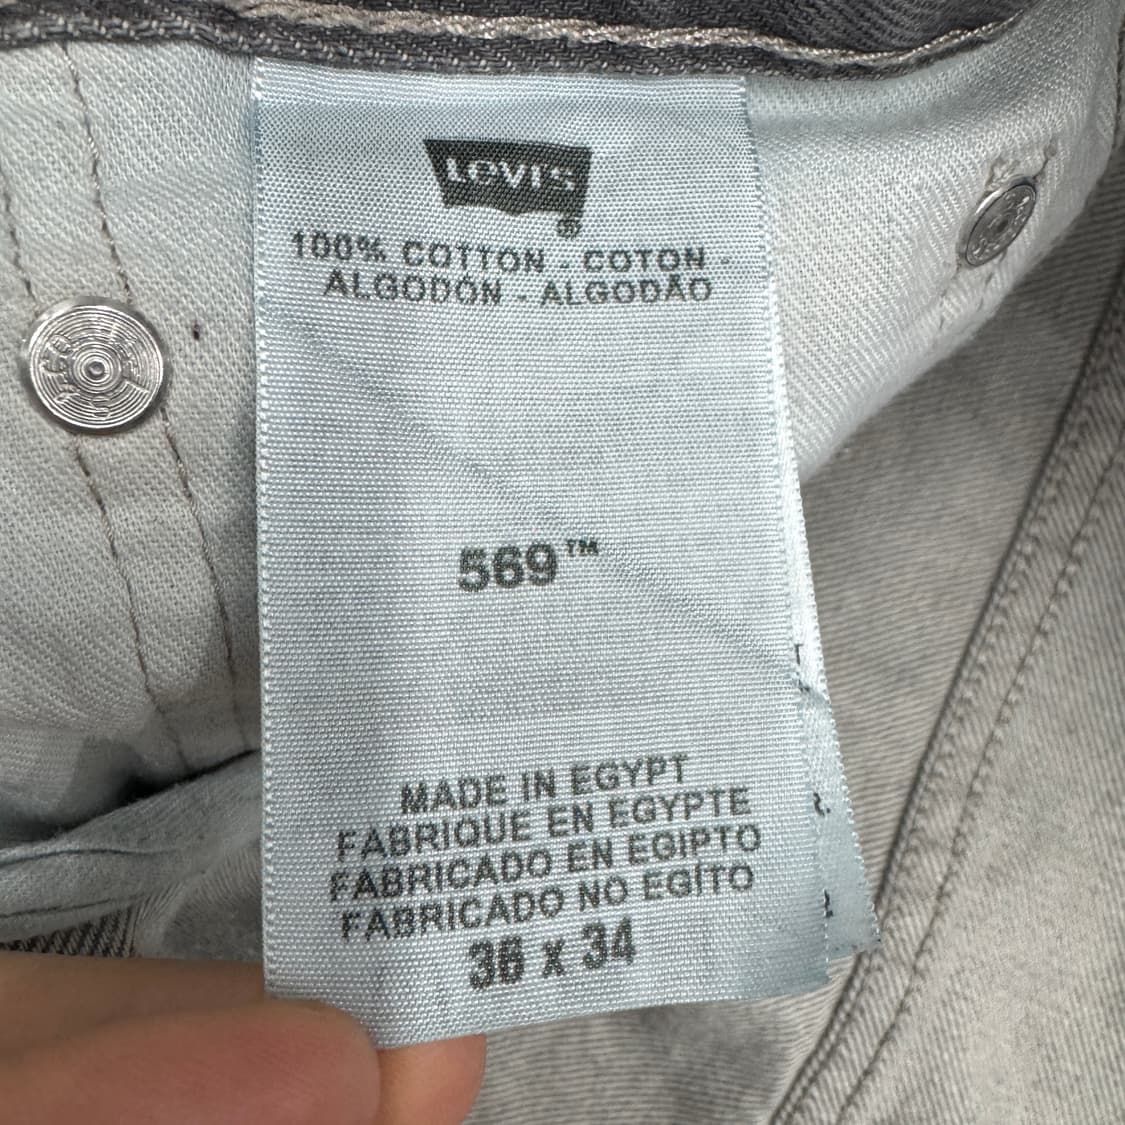 Levi's
®
100% COTTON - COTON -
ALGODÓN - ALGODÃO
569™
MADE IN EGYPT
FABRIQUE EN EGYPTE
FABRICADO EN EGIPTO
FABRICADO NO EGÍTO
36 x 34